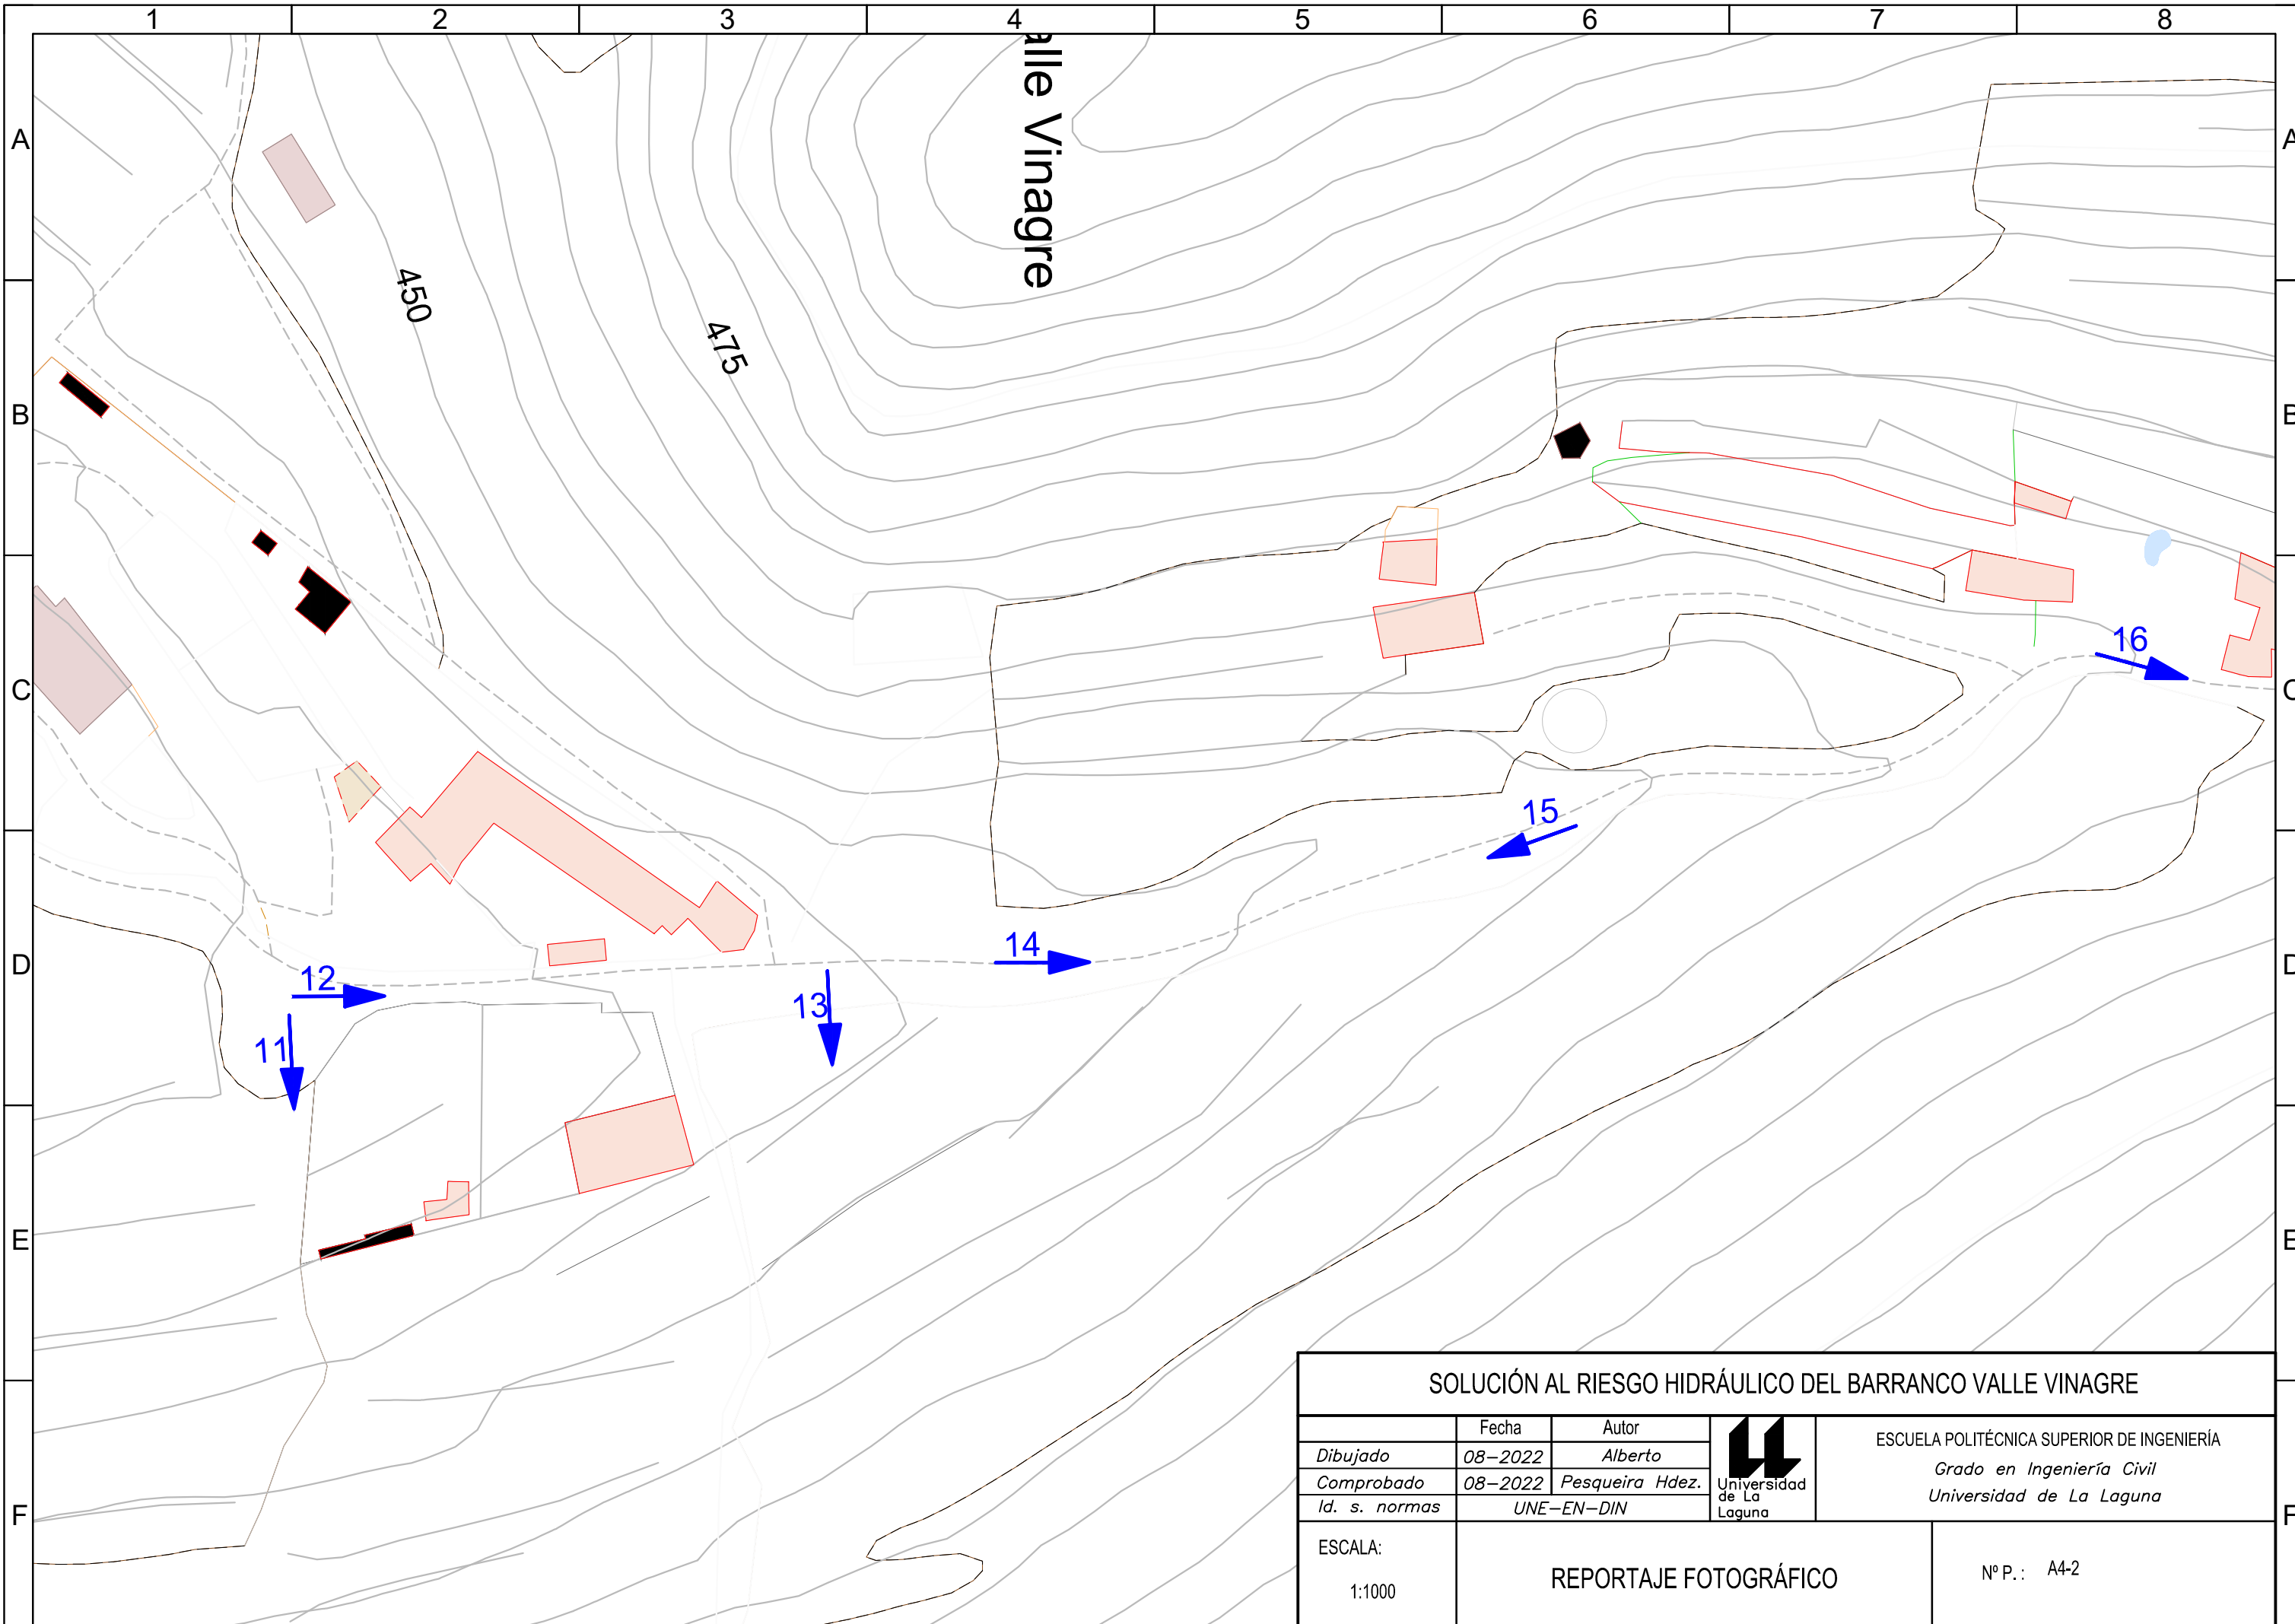 1 2 3 4 5 6 7 8
A A
alle Vinagre
450
475
B B
16
C C
15
14
12
D D
13
11
E E
SOLUCIÓN AL RIESGO HIDRÁULICO DEL BARRANCO VALLE VINAGRE
Fecha Autor
Dibujado 08-2022 Alberto
Comprobado 08-2022 Pesqueira Hdez.
Id. s. normas UNE-EN-DIN
Universidad
de La
Laguna
ESCUELA POLITÉCNICA SUPERIOR DE INGENIERÍA
Grado en Ingeniería Civil
Universidad de La Laguna
F F
ESCALA:
1:1000
REPORTAJE FOTOGRÁFICO
Nº P.: A4-2